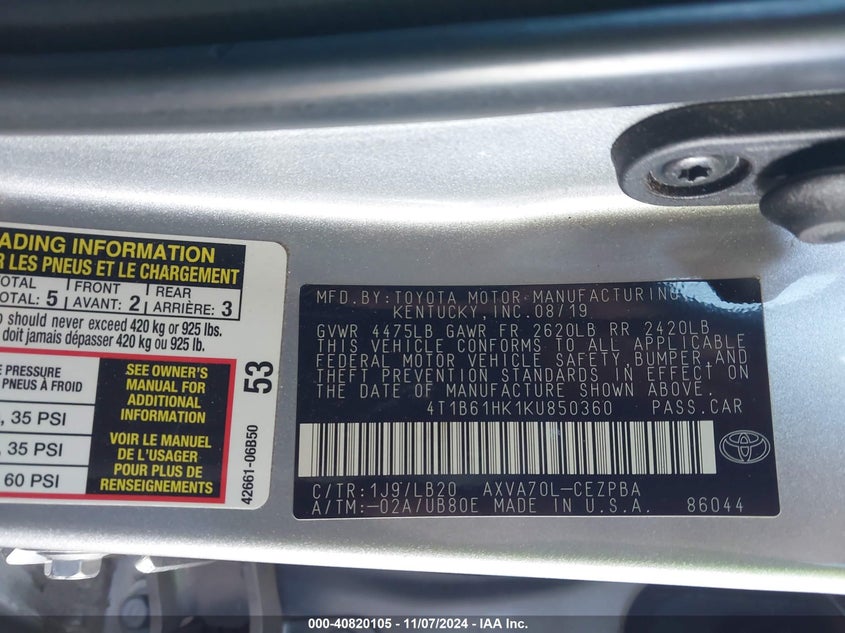 ADING INFORMATION
R LES PNEUS ET LE CHARGEMENT
TOTAL FRONT REAR
TOTAL: 5 AVANT: 2 ARRIÈRE: 3
should never exceed 420 kg or 925 lbs.
doit jamais dépasser 420 kg ou 925 lb.
PRESSURE
PNEUS À FROID
35 PSI
35 PSI
60 PSI
SEE OWNER'S
MANUAL FOR
ADDITIONAL
INFORMATION
VOIR LE MANUEL
DE L'USAGER
POUR PLUS DE
RENSEIGNEMENTS
53
42661-06B50
MFD.BY:TOYOTA MOTOR MANUFACTURING
KENTUCKY,INC.08/19
GVWR 4475LB GAWR FR 2620LB RR 2420LB
THIS VEHICLE CONFORMS TO ALL APPLICABLE
FEDERAL MOTOR VEHICLE SAFETY, BUMPER AND
THEFT PREVENTION STANDARDS IN EFFECT ON
THE DATE OF MANUFACTURE SHOWN ABOVE.
4T1B61HK1KU850360 PASS.CAR
C/TR:1J9/LB20 AXVA70L-CEZPBA
A/TM:-02A/UB80E MADE IN U.S.A. 86044
000-40820105 - 11/07/2024 - IAA Inc.